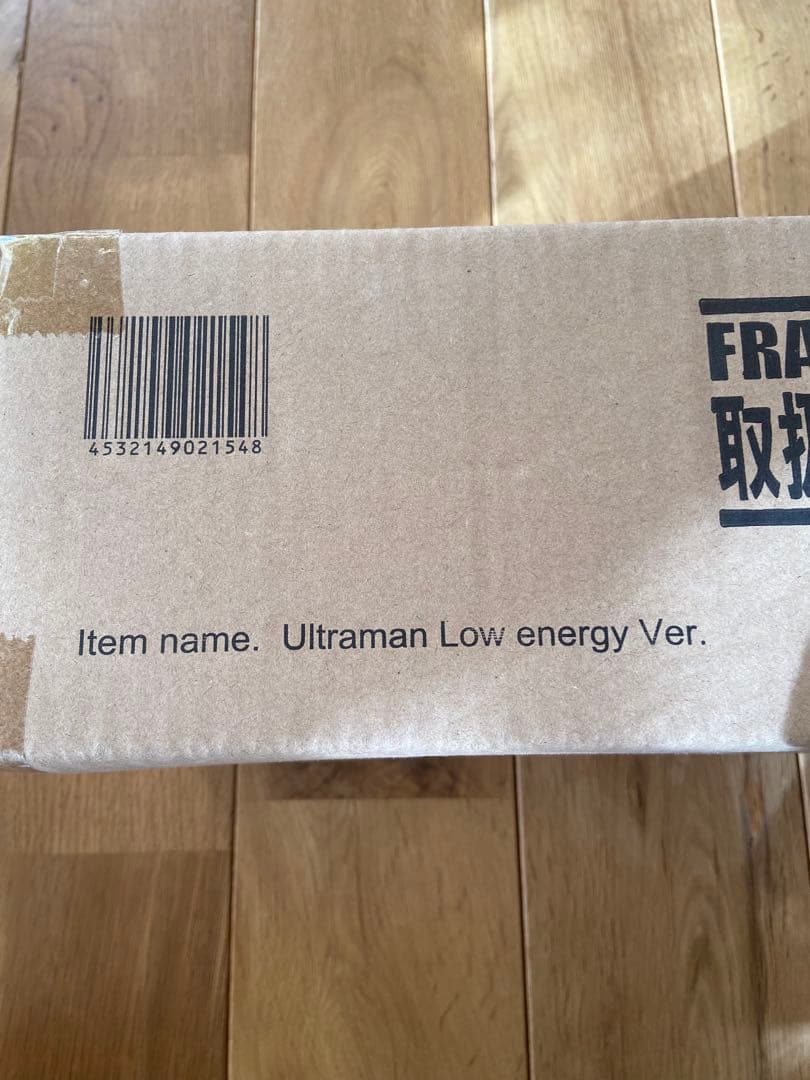 4532149021548
FRA
取扱
Item name. Ultraman Low energy Ver.